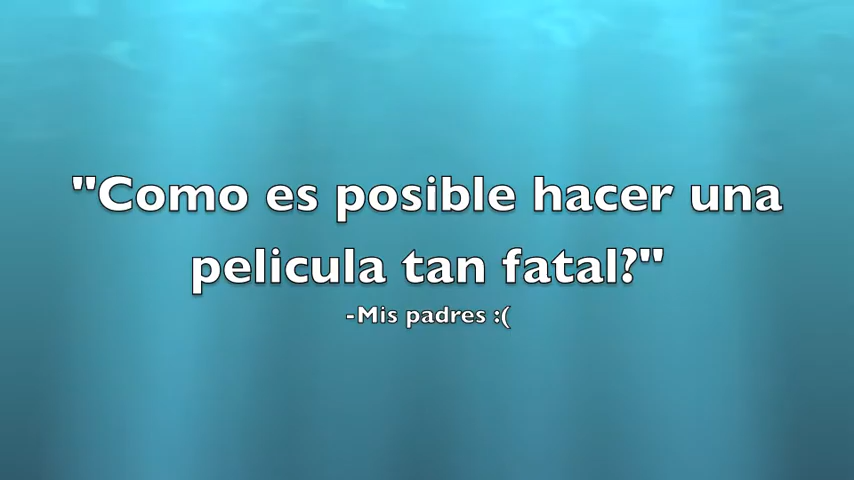 "Como es posible hacer una
pelicula tan fatal?"
-Mis padres :(